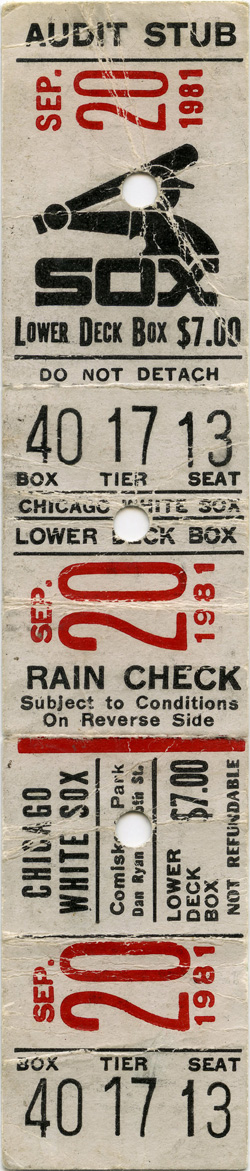 AUDIT STUB
SEP. 20 1981
SOX
LOWER DECK BOX $7.00
DO NOT DETACH
40 17 13
BOX TIER SEAT
CHICAGO WHITE SOX
LOWER DECK BOX
SEP. 20 1981
RAIN CHECK
Subject to Conditions
On Reverse Side
CHICAGO
WHITE SOX
Comiskey Park
Dan Ryan St.
LOWER
DECK
BOX
$7.00
NOT REFUNDABLE
SEP. 20 1981
BOX TIER SEAT
40 17 13